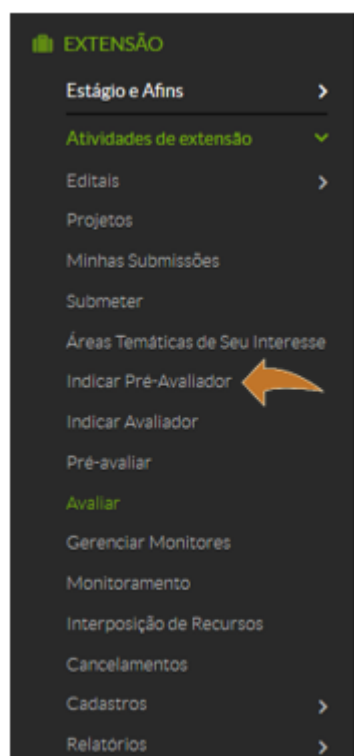 EXTENSÃO
Estágio e Afins
Atividades de extensão
Editais
Projetos
Minhas Submissões
Submeter
Áreas Temáticas de Seu Interesse
Indicar Pré-Avaliador
Indicar Avaliador
Pré-avaliar
Avaliar
Gerenciar Monitores
Monitoramento
Interposição de Recursos
Cancelamentos
Cadastros
Relatórios